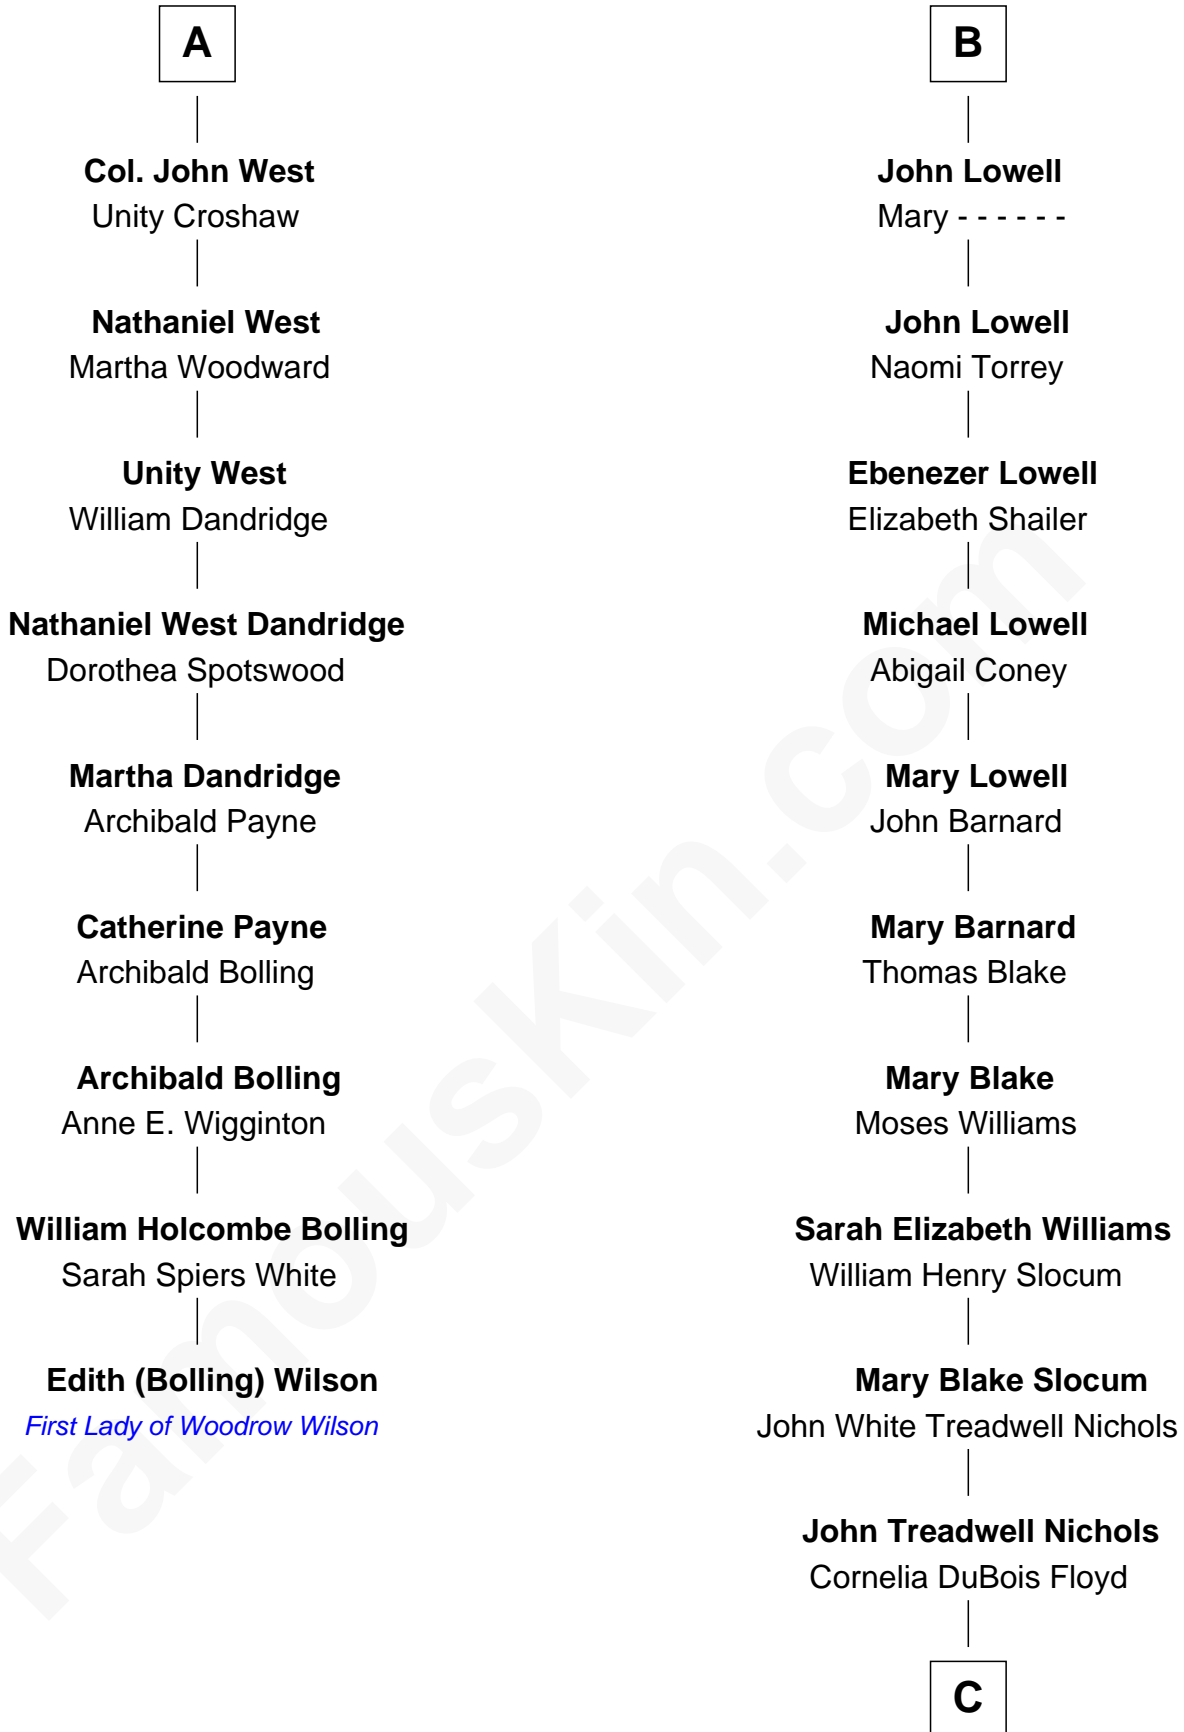 A
Col. John West
Unity Croshaw
Nathaniel West
Martha Woodward
Unity West
William Dandridge
Nathaniel West Dandridge
Dorothea Spotswood
Martha Dandridge
Archibald Payne
Catherine Payne
Archibald Bolling
Archibald Bolling
Anne E. Wigginton
William Holcombe Bolling
Sarah Spiers White
Edith (Bolling) Wilson
First Lady of Woodrow Wilson
B
John Lowell
Mary - - - - - -
John Lowell
Naomi Torrey
Ebenezer Lowell
Elizabeth Shailer
Michael Lowell
Abigail Coney
Mary Lowell
John Barnard
Mary Barnard
Thomas Blake
Mary Blake
Moses Williams
Sarah Elizabeth Williams
William Henry Slocum
Mary Blake Slocum
John White Treadwell Nichols
John Treadwell Nichols
Cornelia DuBois Floyd
C
FamousKin.com